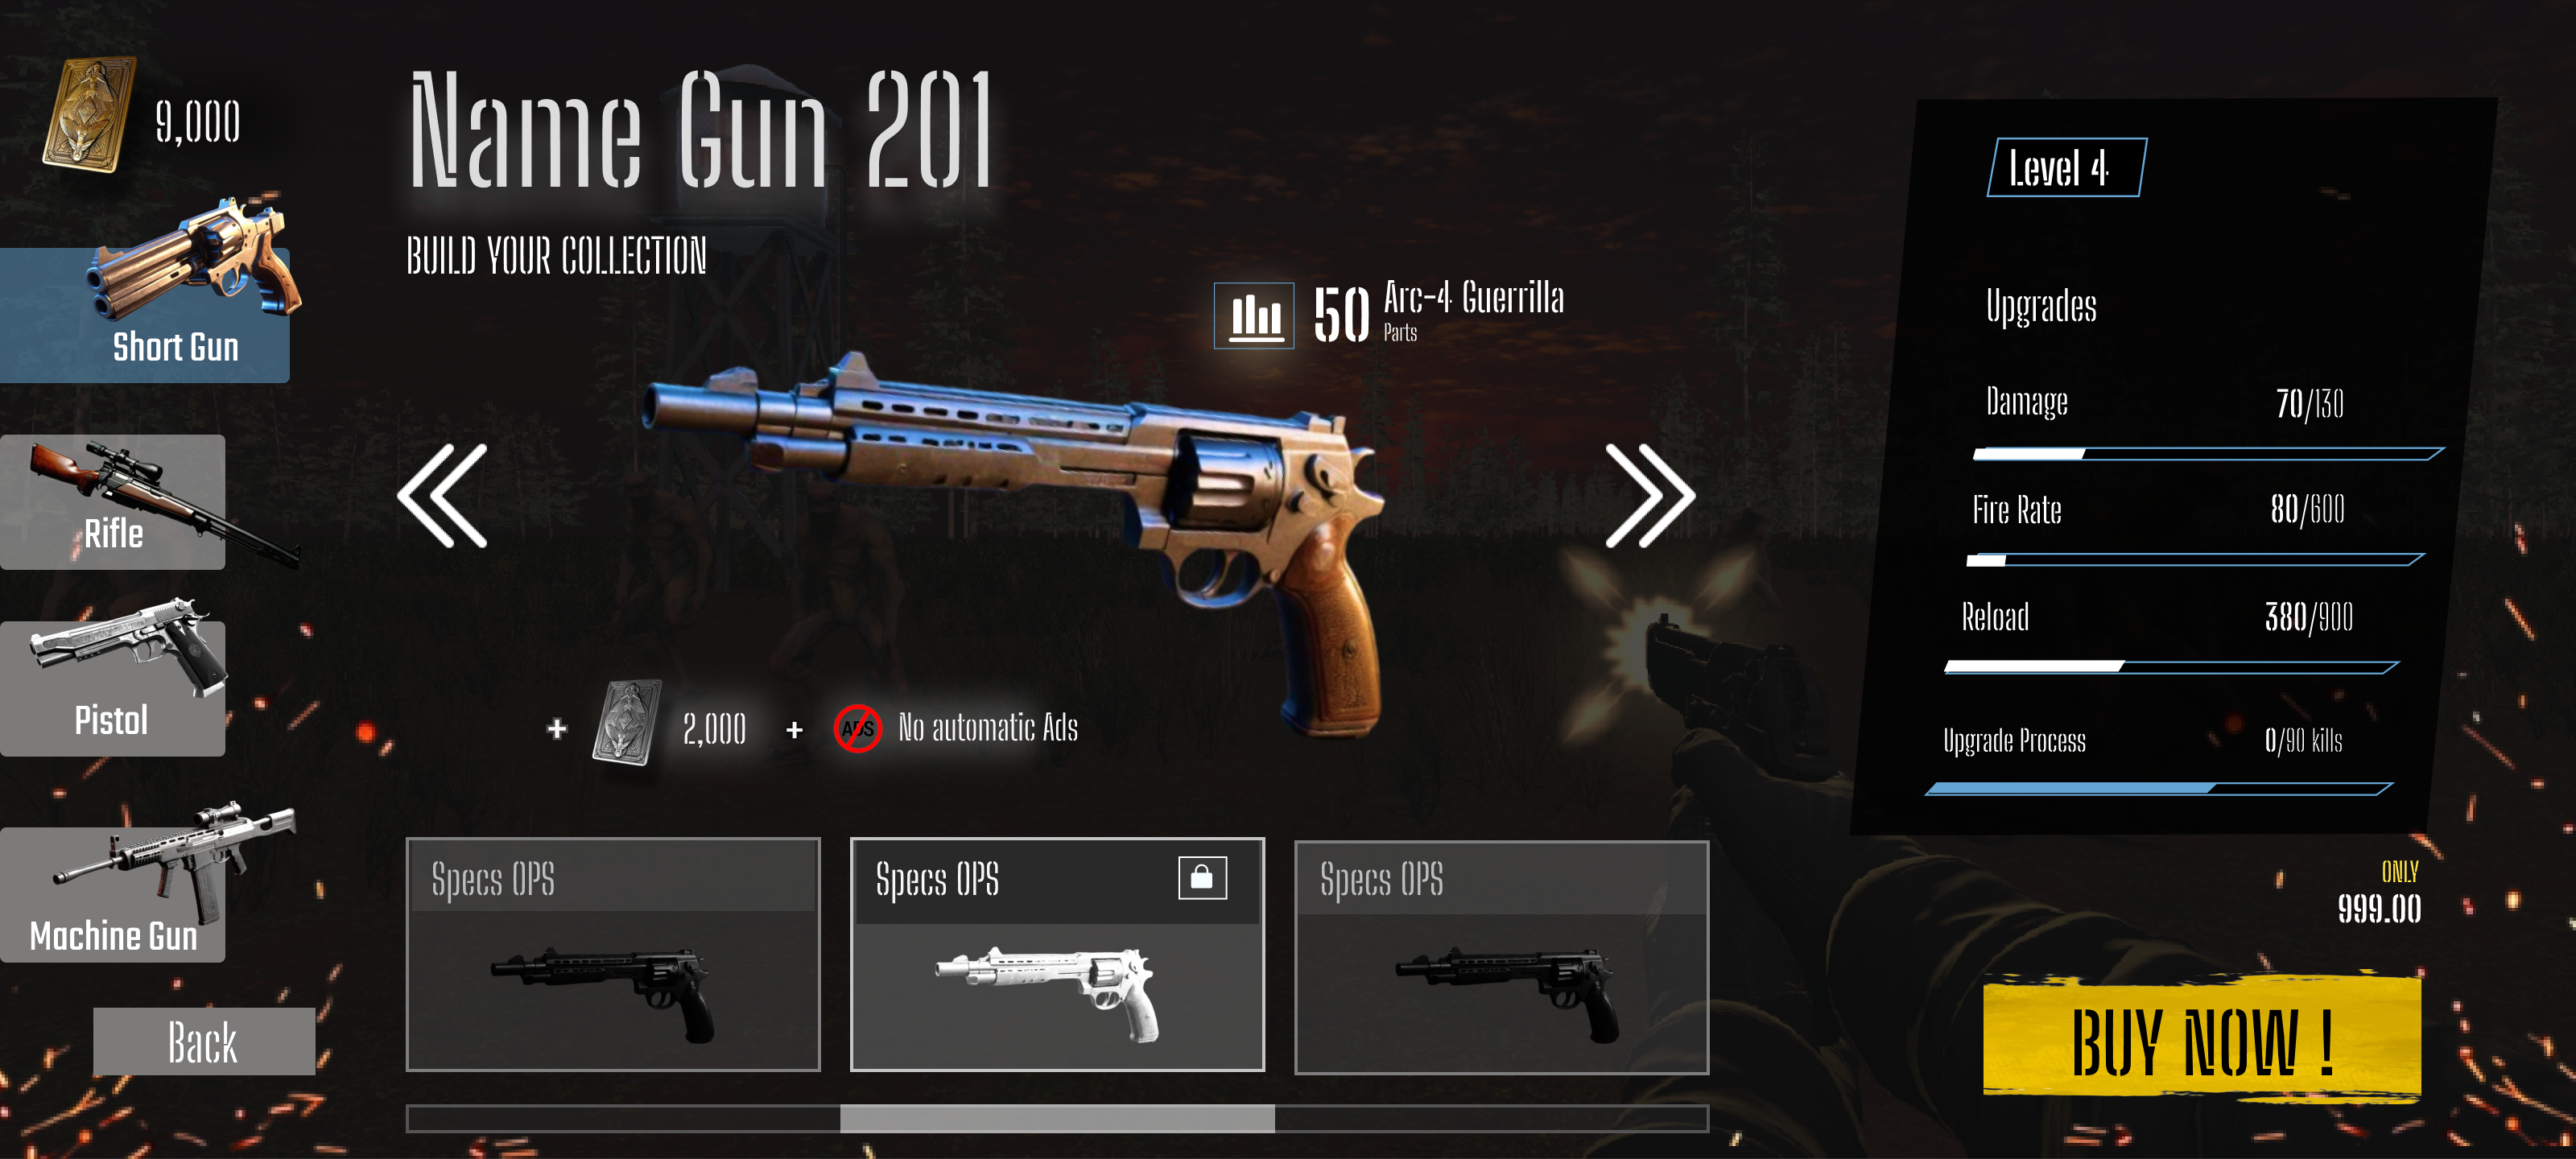 9,000
Name Gun 201
BUILD YOUR COLLECTION
Short Gun
Rifle
Pistol
Machine Gun
Back
50 Arc-4 Guerrilla
Parts
+ 2,000 + ADS No automatic Ads
Specs OPS
Specs OPS
Specs OPS
Level 4
Upgrades
Damage 70/130
Fire Rate 80/600
Reload 380/900
Upgrade Process 0/90 kills
ONLY
999.00
BUY NOW !